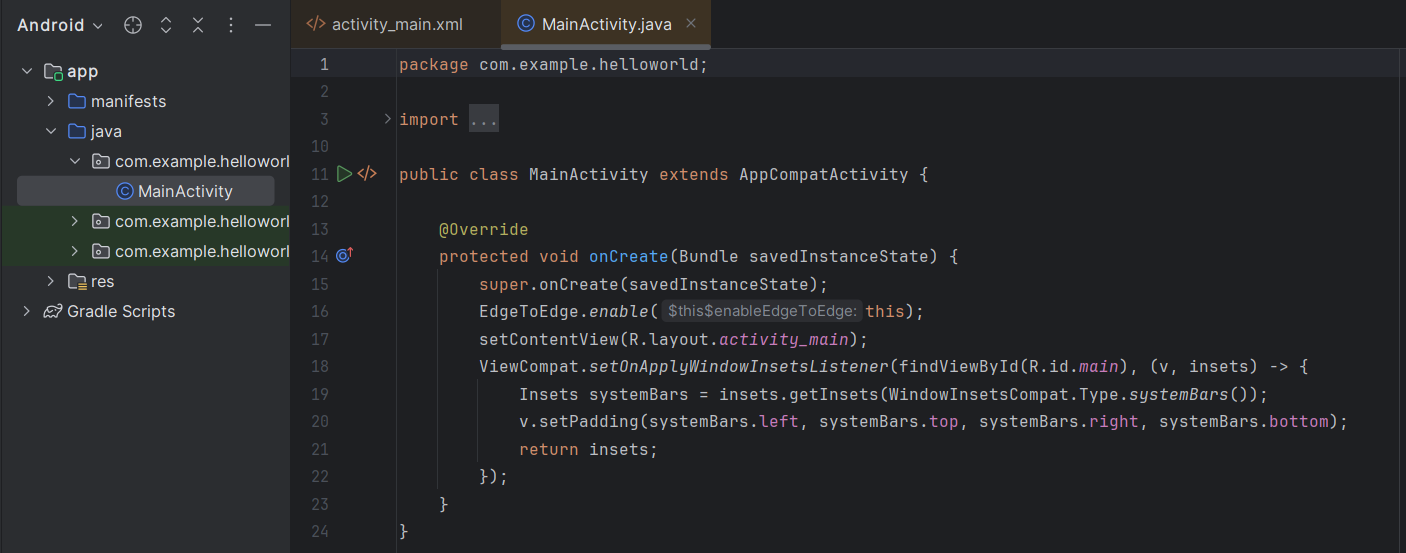 Android
app
manifests
java
com.example.helloworl
MainActivity
com.example.helloworl
com.example.helloworl
res
Gradle Scripts
activity_main.xml
MainActivity.java
1 package com.example.helloworld;
2
3 import ...
10
11 public class MainActivity extends AppCompatActivity {
12
13 @Override
14 protected void onCreate(Bundle savedInstanceState) {
15 super.onCreate(savedInstanceState);
16 EdgeToEdge.enable( $this$enableEdgeToEdge: this);
17 setContentView(R.layout.activity_main);
18 ViewCompat.setOnApplyWindowInsetsListener(findViewById(R.id.main), (v, insets) -> {
19 Insets systemBars = insets.getInsets(WindowInsetsCompat.Type.systemBars());
20 v.setPadding(systemBars.left, systemBars.top, systemBars.right, systemBars.bottom);
21 return insets;
22 });
23 }
24 }